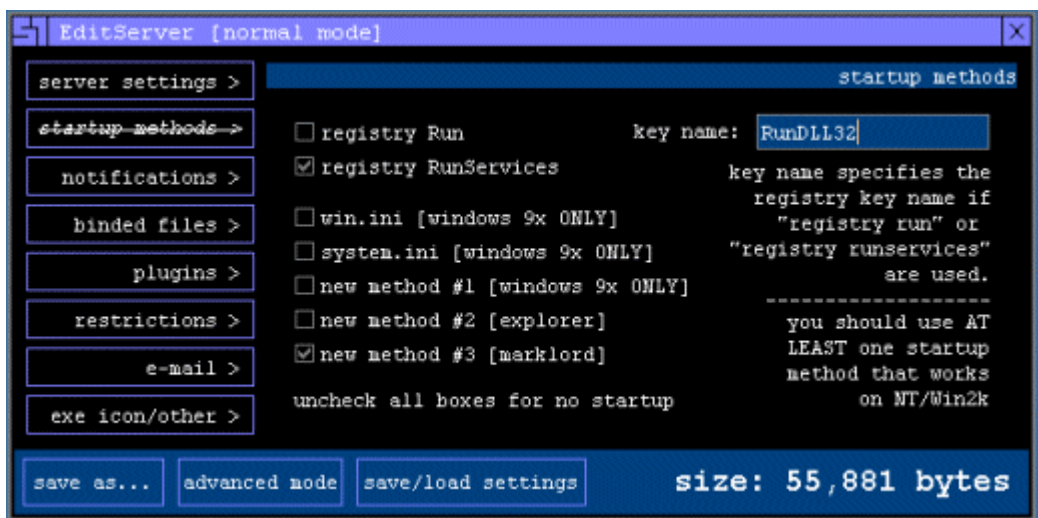 EditServer [normal mode]
server settings >
startup methods >
notifications >
binded files >
plugins >
restrictions >
e-mail >
exe icon/other >
startup methods
registry Run
registry RunServices
win.ini [windows 9x ONLY]
system.ini [windows 9x ONLY]
new method #1 [windows 9x ONLY]
new method #2 [explorer]
new method #3 [marklord]
uncheck all boxes for no startup
key name: RunDLL32
key name specifies the
registry key name if
"registry run" or
"registry runservices"
are used.
-------------------
you should use AT
LEAST one startup
method that works
on NT/Win2k
save as...
advanced mode
save/load settings
size: 55,881 bytes